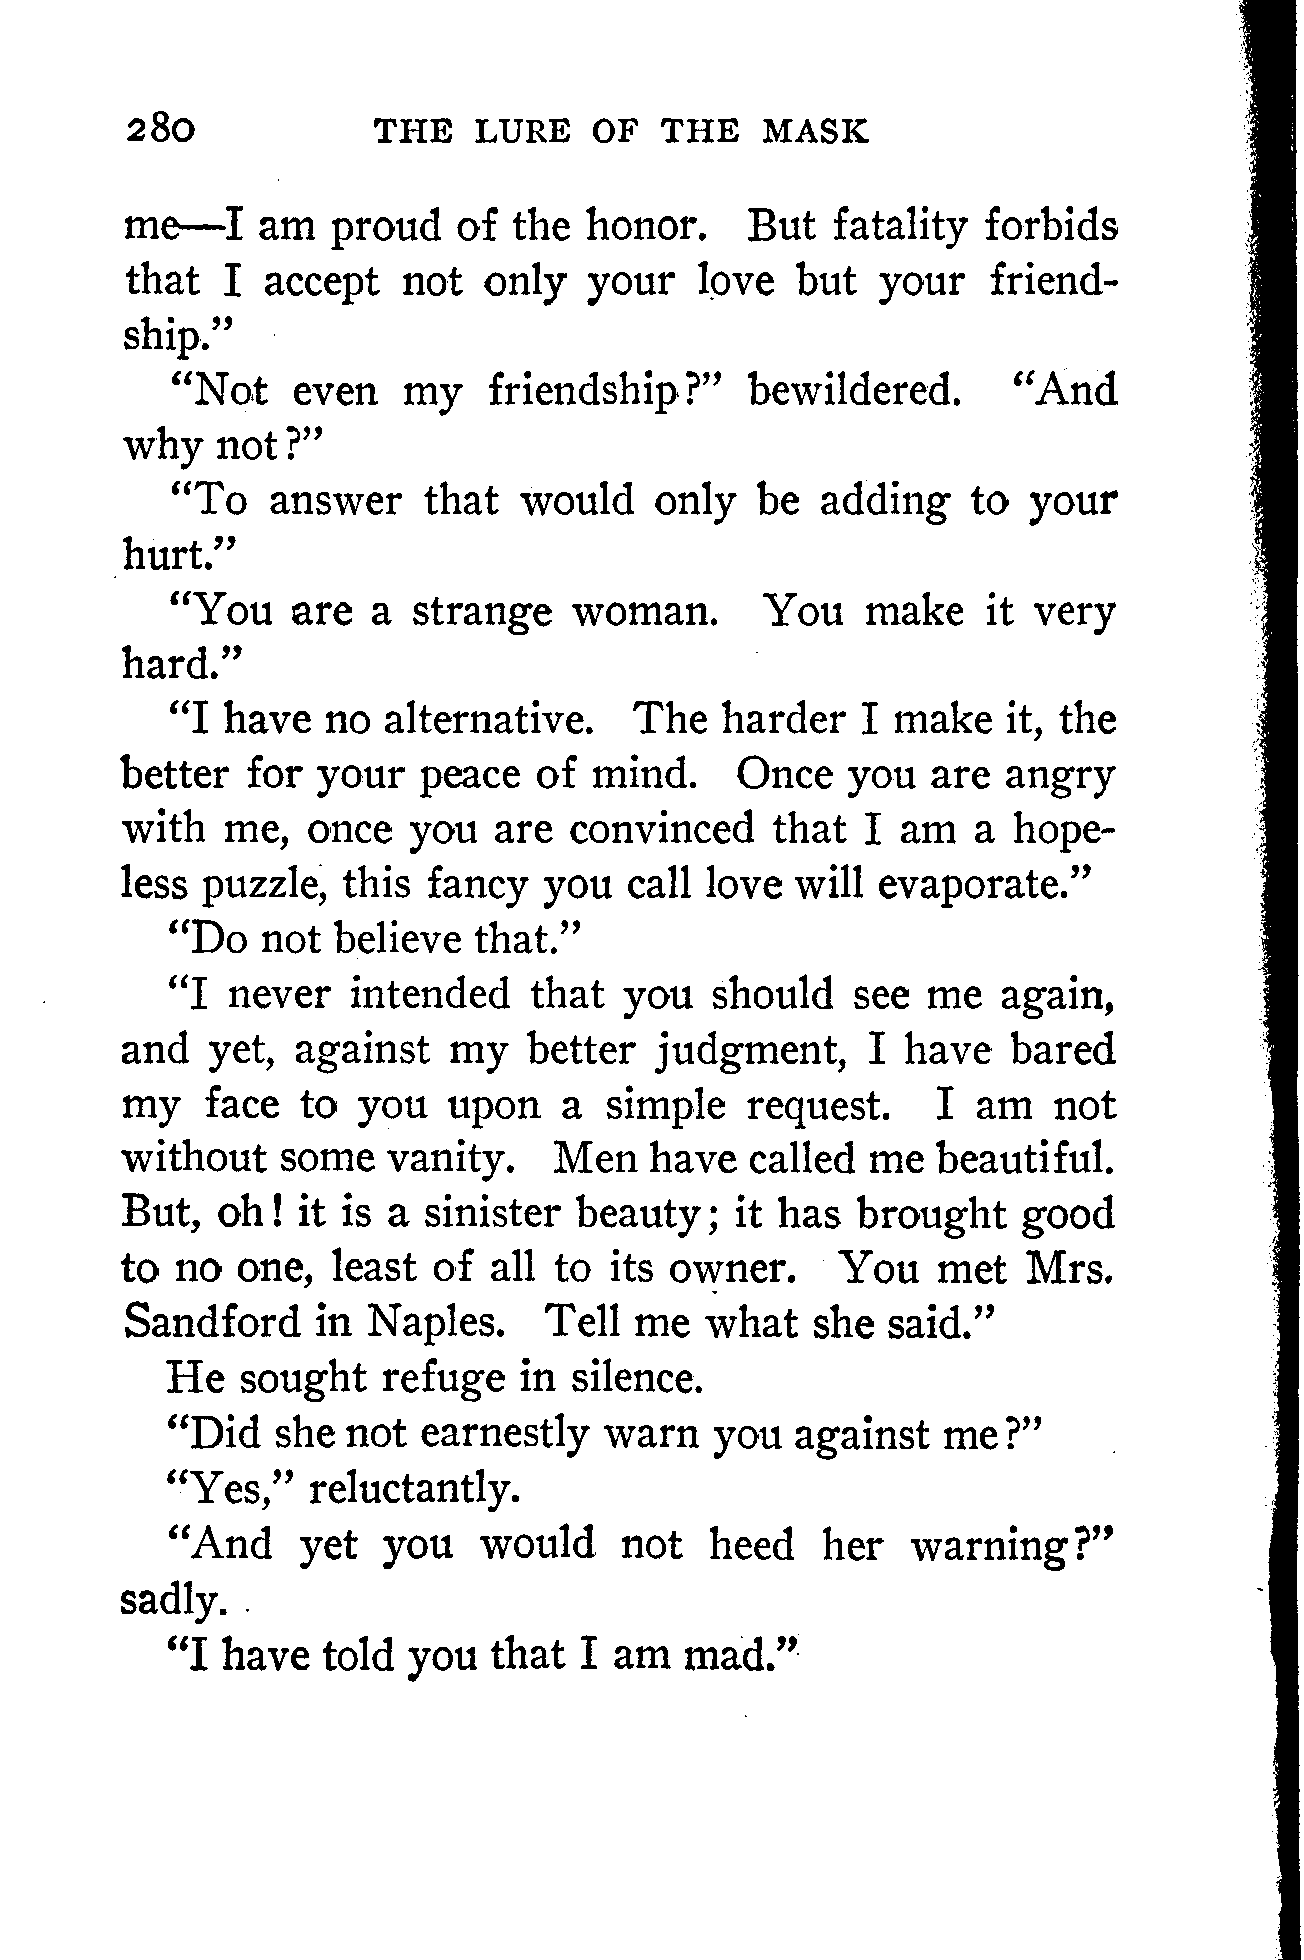 280 THE LURE OF THE MASK
me—I am proud of the honor. But fatality forbids
that I accept not only your love but your friend-
ship."
"Not even my friendship?" bewildered. "And
why not?"
"To answer that would only be adding to your
hurt."
"You are a strange woman. You make it very
hard."
"I have no alternative. The harder I make it, the
better for your peace of mind. Once you are angry
with me, once you are convinced that I am a hope-
less puzzle, this fancy you call love will evaporate."
"Do not believe that."
"I never intended that you should see me again,
and yet, against my better judgment, I have bared
my face to you upon a simple request. I am not
without some vanity. Men have called me beautiful.
But, oh! it is a sinister beauty; it has brought good
to no one, least of all to its owner. You met Mrs.
Sandford in Naples. Tell me what she said."
He sought refuge in silence.
"Did she not earnestly warn you against me?"
"Yes," reluctantly.
"And yet you would not heed her warning?"
sadly.
"I have told you that I am mad."